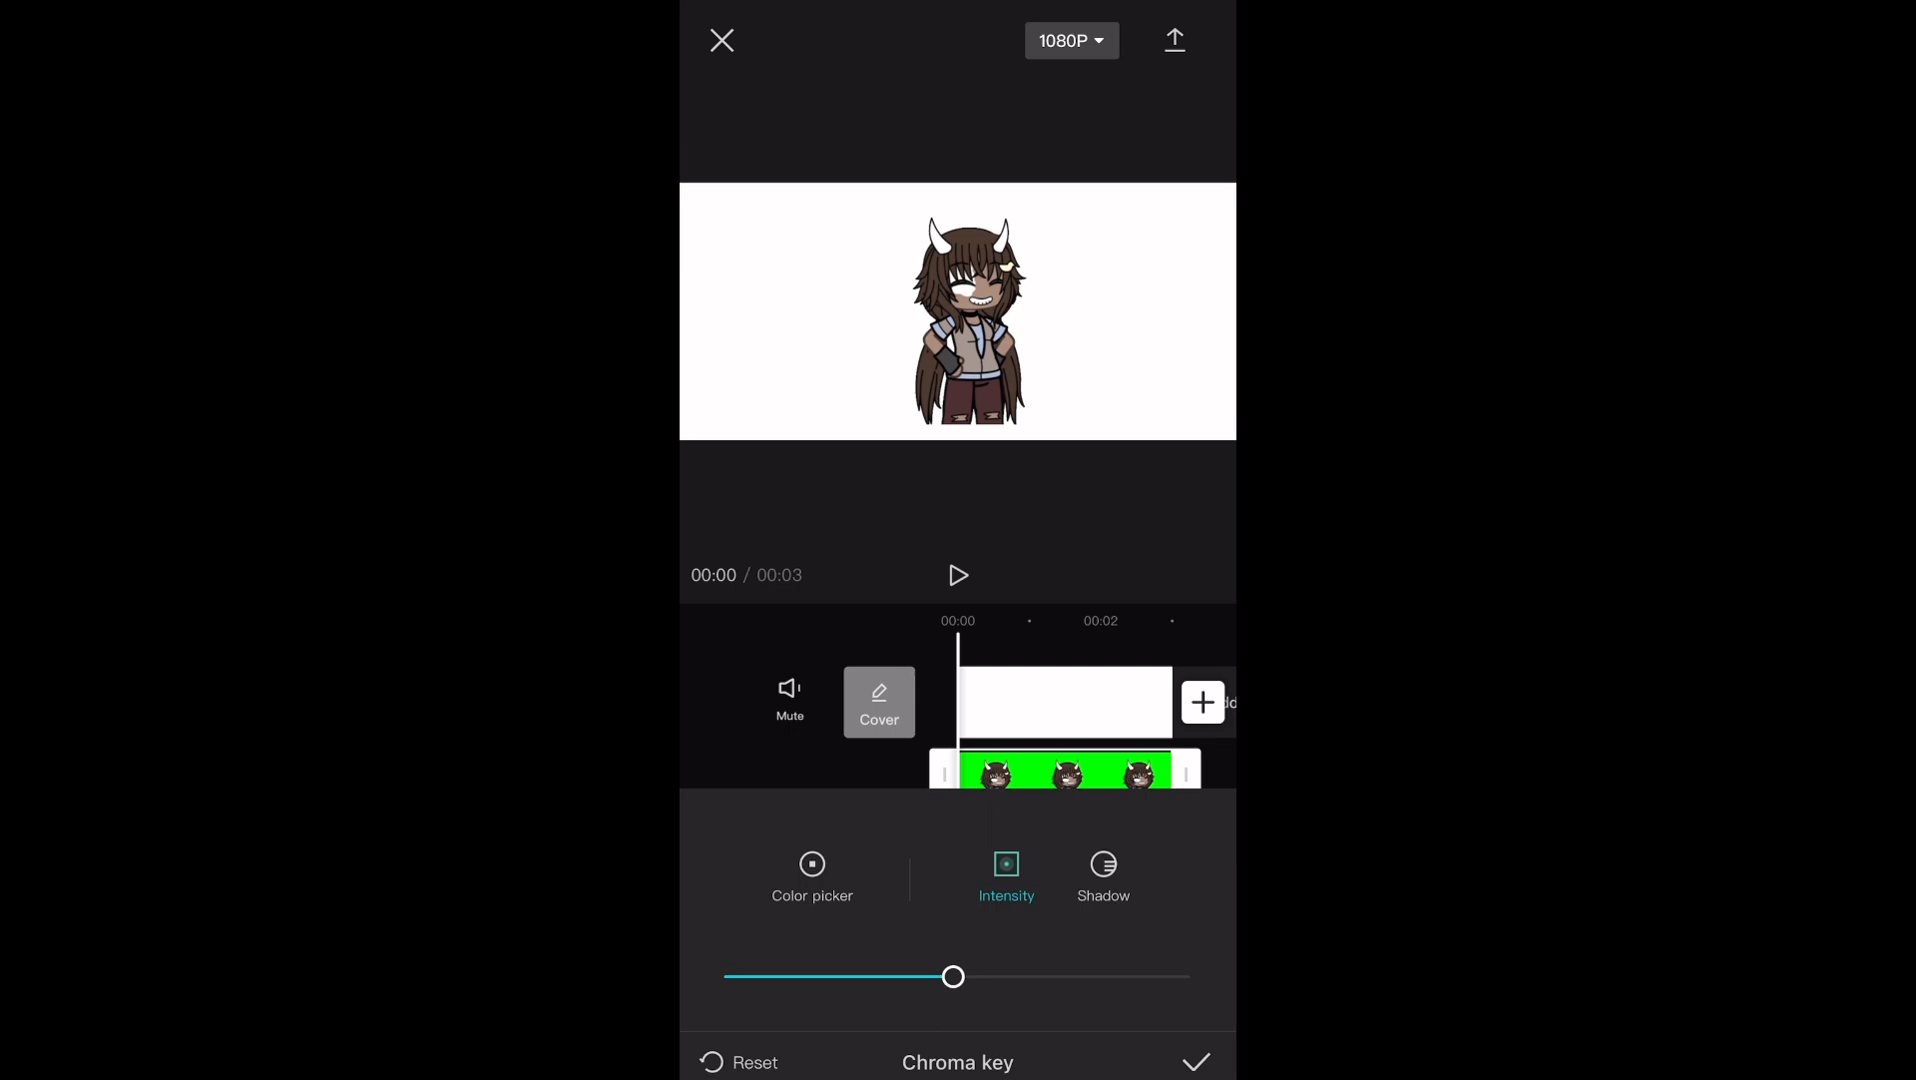 1080P
00:00 / 00:03
00:00
00:02
Mute
Cover
Color picker
Intensity
Shadow
Reset
Chroma key